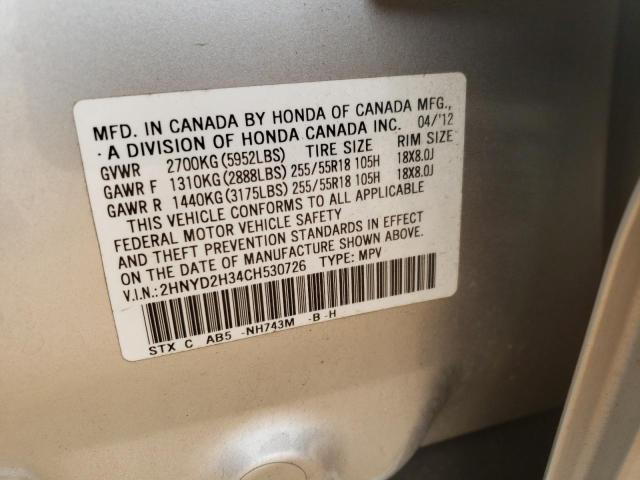 MFD. IN CANADA BY HONDA OF CANADA MFG.,
A DIVISION OF HONDA CANADA INC. 04/'12
GVWR 2700KG (5952LBS) TIRE SIZE RIM SIZE
GAWR F 1310KG (2888LBS) 255/55R18 105H 18X8.0J
GAWR R 1440KG (3175LBS) 255/55R18 105H 18X8.0J
THIS VEHICLE CONFORMS TO ALL APPLICABLE
FEDERAL MOTOR VEHICLE SAFETY
AND THEFT PREVENTION STANDARDS IN EFFECT
ON THE DATE OF MANUFACTURE SHOWN ABOVE.
V.I.N.: 2HNYD2H34CH530726 TYPE: MPV
STX C AB5 -NH743M -B-H